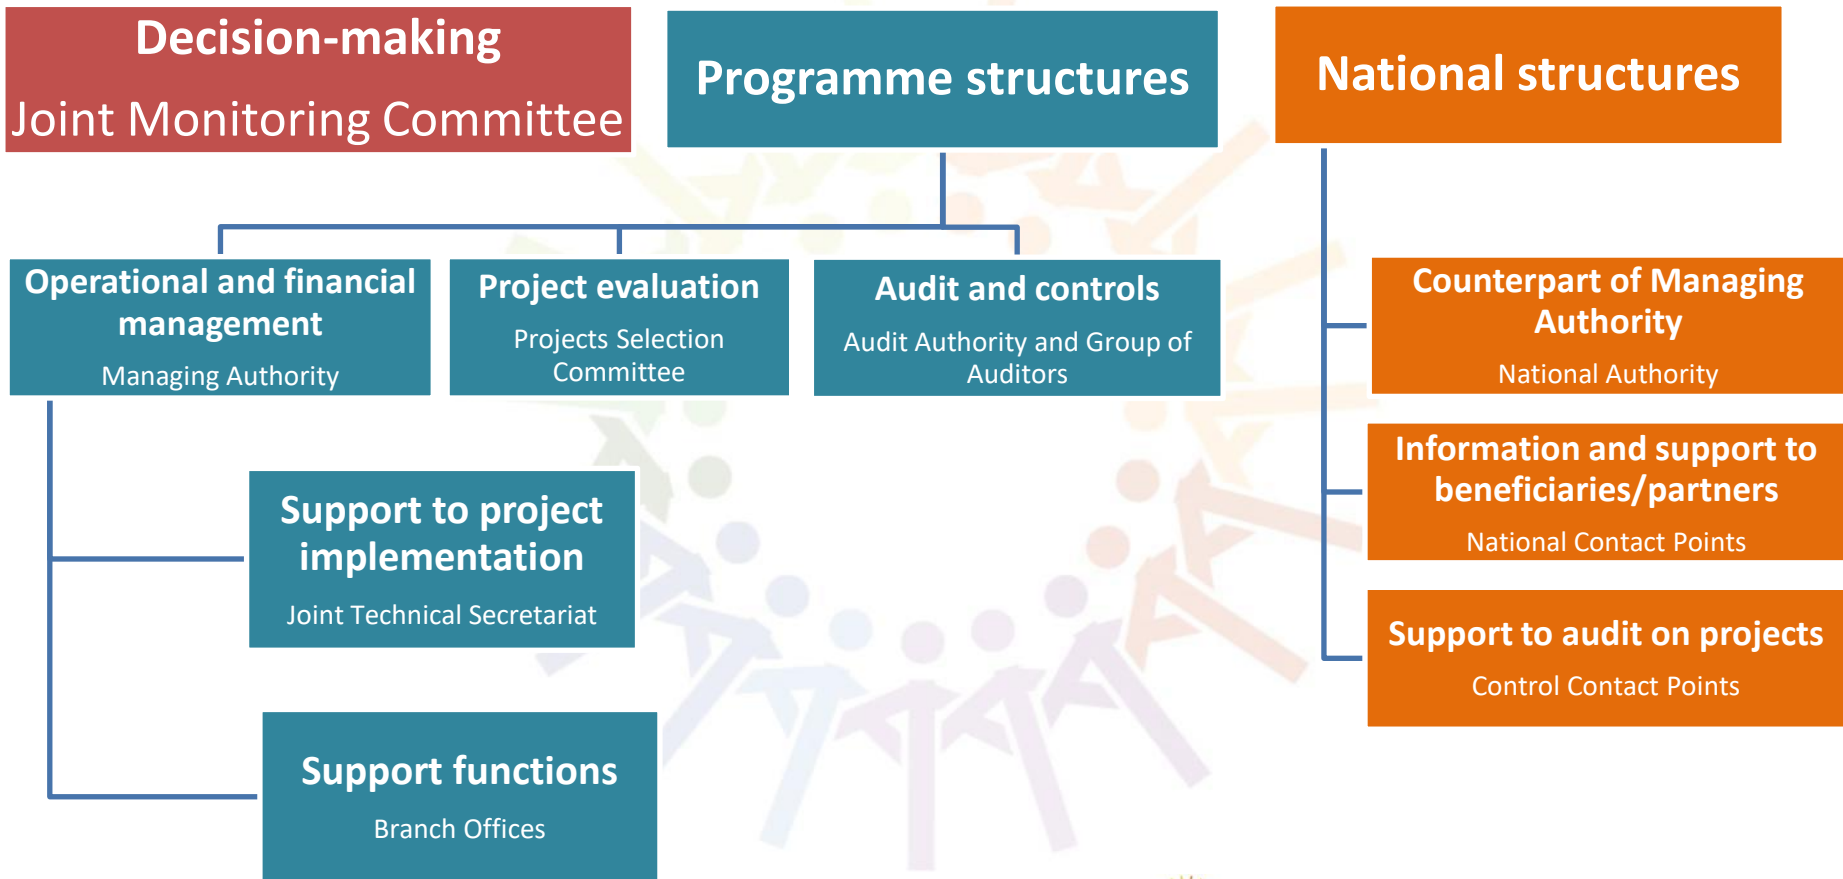 Decision-making
Joint Monitoring Committee
Programme structures
National structures
Operational and financial
management
Managing Authority
Project evaluation
Projects Selection
Committee
Audit and controls
Audit Authority and Group of
Auditors
Support to project
implementation
Joint Technical Secretariat
Support functions
Branch Offices
Counterpart of Managing
Authority
National Authority
Information and support to
beneficiaries/partners
National Contact Points
Support to audit on projects
Control Contact Points